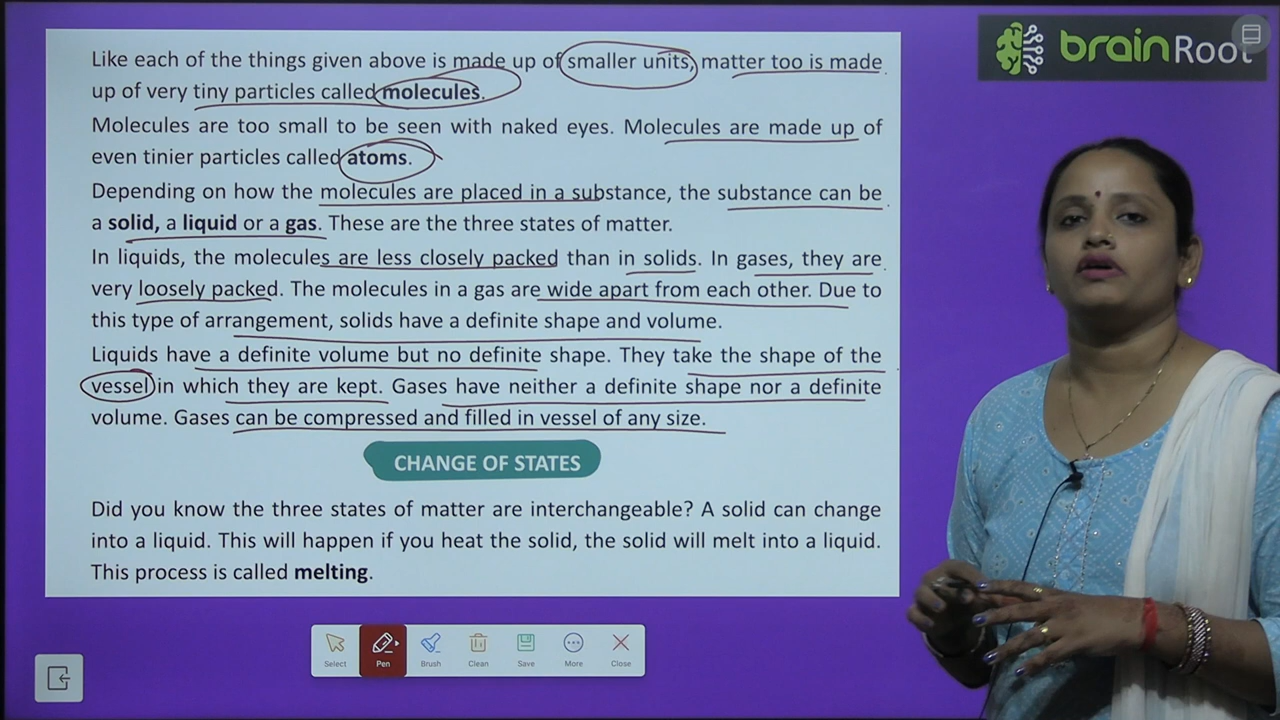 brainRoot
Like each of the things given above is made up of smaller units, matter too is made
up of very tiny particles called molecules.
Molecules are too small to be seen with naked eyes. Molecules are made up of
even tinier particles called atoms.
Depending on how the molecules are placed in a substance, the substance can be
a solid, a liquid or a gas. These are the three states of matter.
In liquids, the molecules are less closely packed than in solids. In gases, they are
very loosely packed. The molecules in a gas are wide apart from each other. Due to
this type of arrangement, solids have a definite shape and volume.
Liquids have a definite volume but no definite shape. They take the shape of the
vessel in which they are kept. Gases have neither a definite shape nor a definite
volume. Gases can be compressed and filled in vessel of any size.
CHANGE OF STATES
Did you know the three states of matter are interchangeable? A solid can change
into a liquid. This will happen if you heat the solid, the solid will melt into a liquid.
This process is called melting.
Select Pen Brush Clean Save More Close